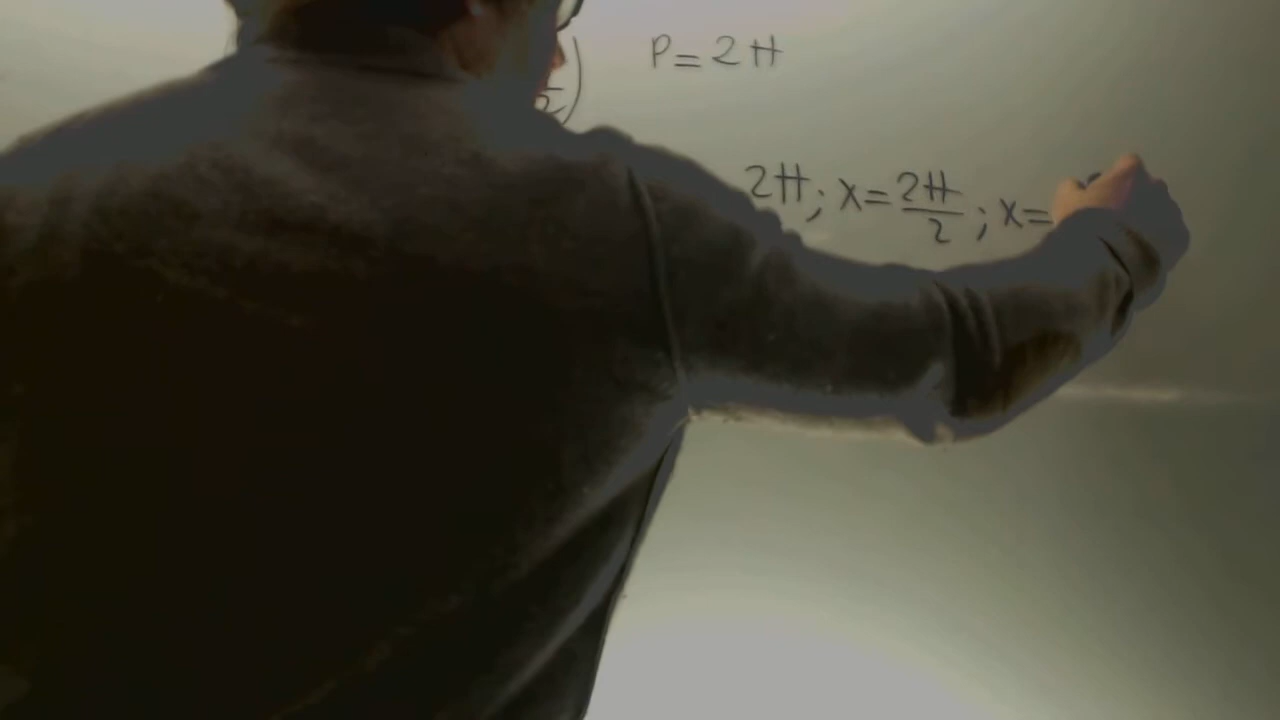 ) P = 2π
2π; x = 2π/2; x =